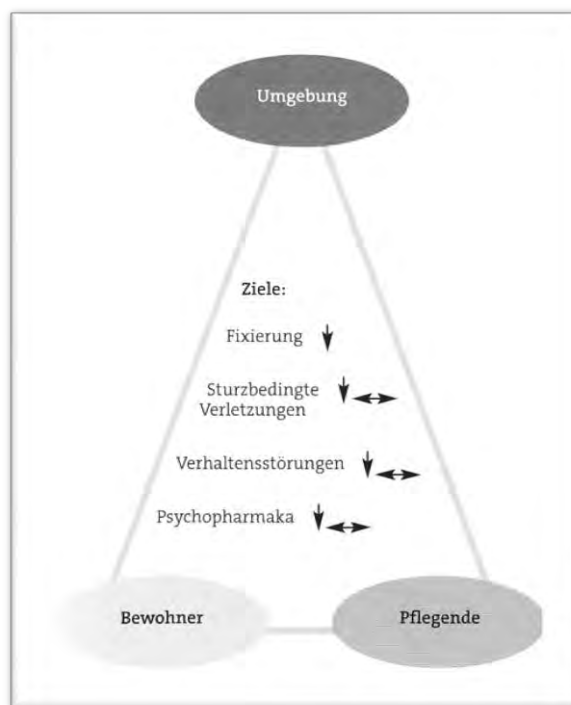 Umgebung
Ziele:
Fixierung
Sturzbedingte
Verletzungen
Verhaltensstörungen
Psychopharmaka
Bewohner
Pflegende